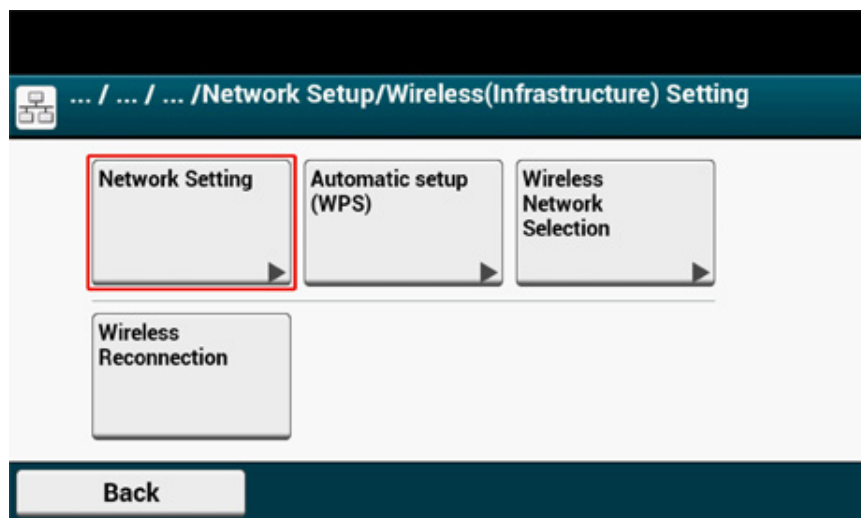 ... / ... / ... /Network Setup/Wireless(Infrastructure) Setting
Network Setting
Automatic setup
(WPS)
Wireless
Network
Selection
Wireless
Reconnection
Back